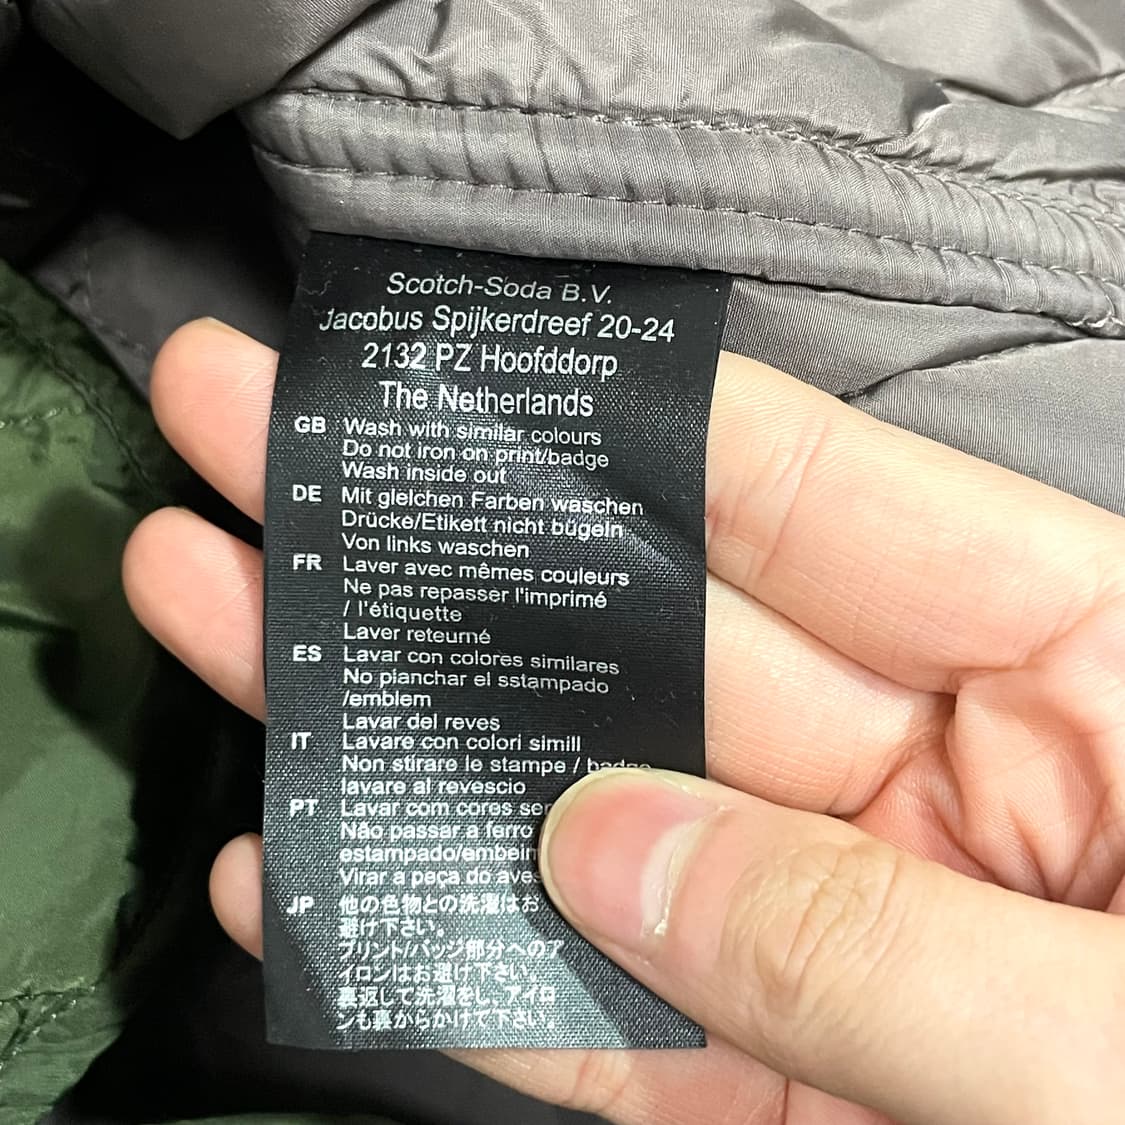 Scotch-Soda B.V.
Jacobus Spijkerdreef 20-24
2132 PZ Hoofddorp
The Netherlands
GB Wash with similar colours
Do not iron on print/badge
Wash inside out
DE Mit gleichen Farben waschen
Drücke/Etikett nicht bügeln
Von links waschen
FR Laver avec mêmes couleurs
Ne pas repasser l'imprimé
/ l'étiquette
Laver reteurné
ES Lavar con colores similares
No pianchar el sstampado
/emblem
Lavar del reves
IT Lavare con colori simill
Non stirare le stampe / badge
lavare al revescio
PT Lavar com cores
Não passar a ferro
estampado/
Virar a peça do
JP 他の色物との洗濯はお
避け下さい。
プリント/バッジ部分へのア
イロンはお避け下さい。
裏返して洗濯をし、アイロ
ンも裏からかけて下さい。